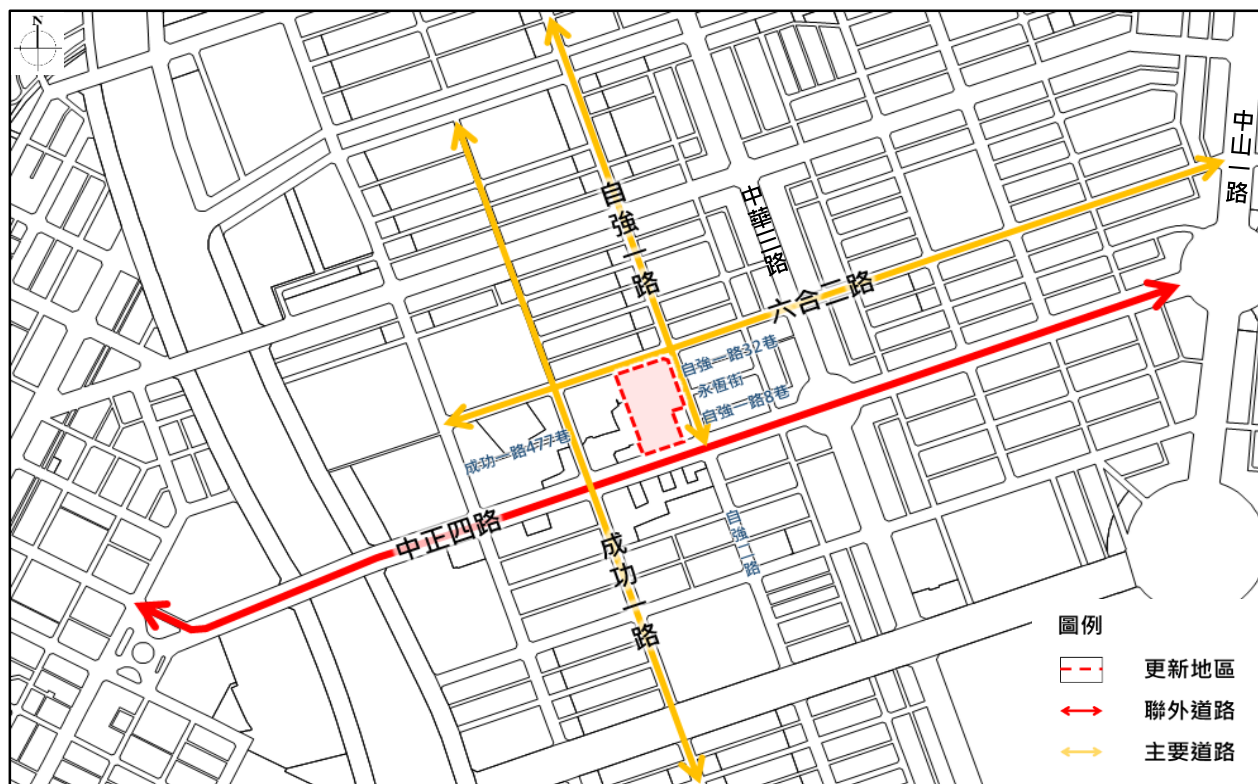 N
中山一路
自強一路
中華三路
六合二路
自強一路32巷
永恆街
自強一路8巷
成功一路477巷
中正四路
成功一路
自強二路
圖例
更新地區
聯外道路
主要道路